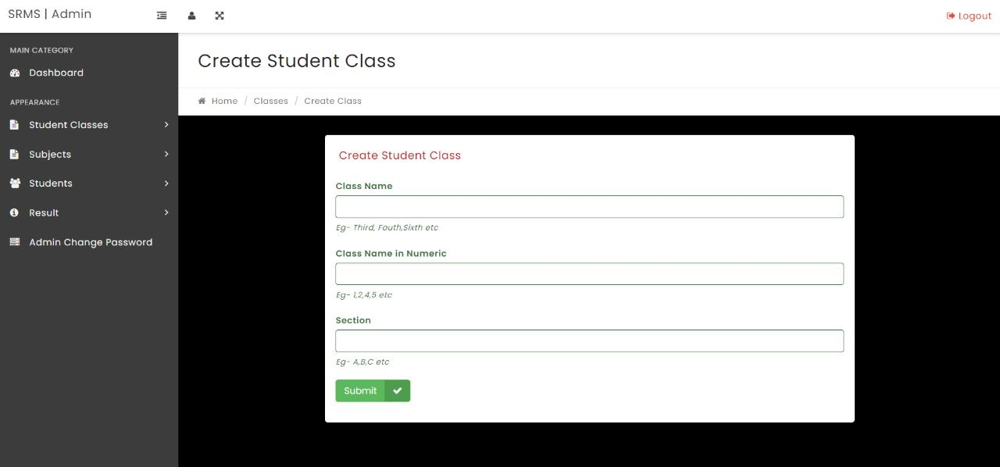 SRMS | Admin
Logout
MAIN CATEGORY
Dashboard
APPEARANCE
Student Classes
Subjects
Students
Result
Admin Change Password
Create Student Class
Home / Classes / Create Class
Create Student Class
Class Name
Eg- Third, Fouth,Sixth etc
Class Name in Numeric
Eg- 1,2,4,5 etc
Section
Eg- A,B,C etc
Submit